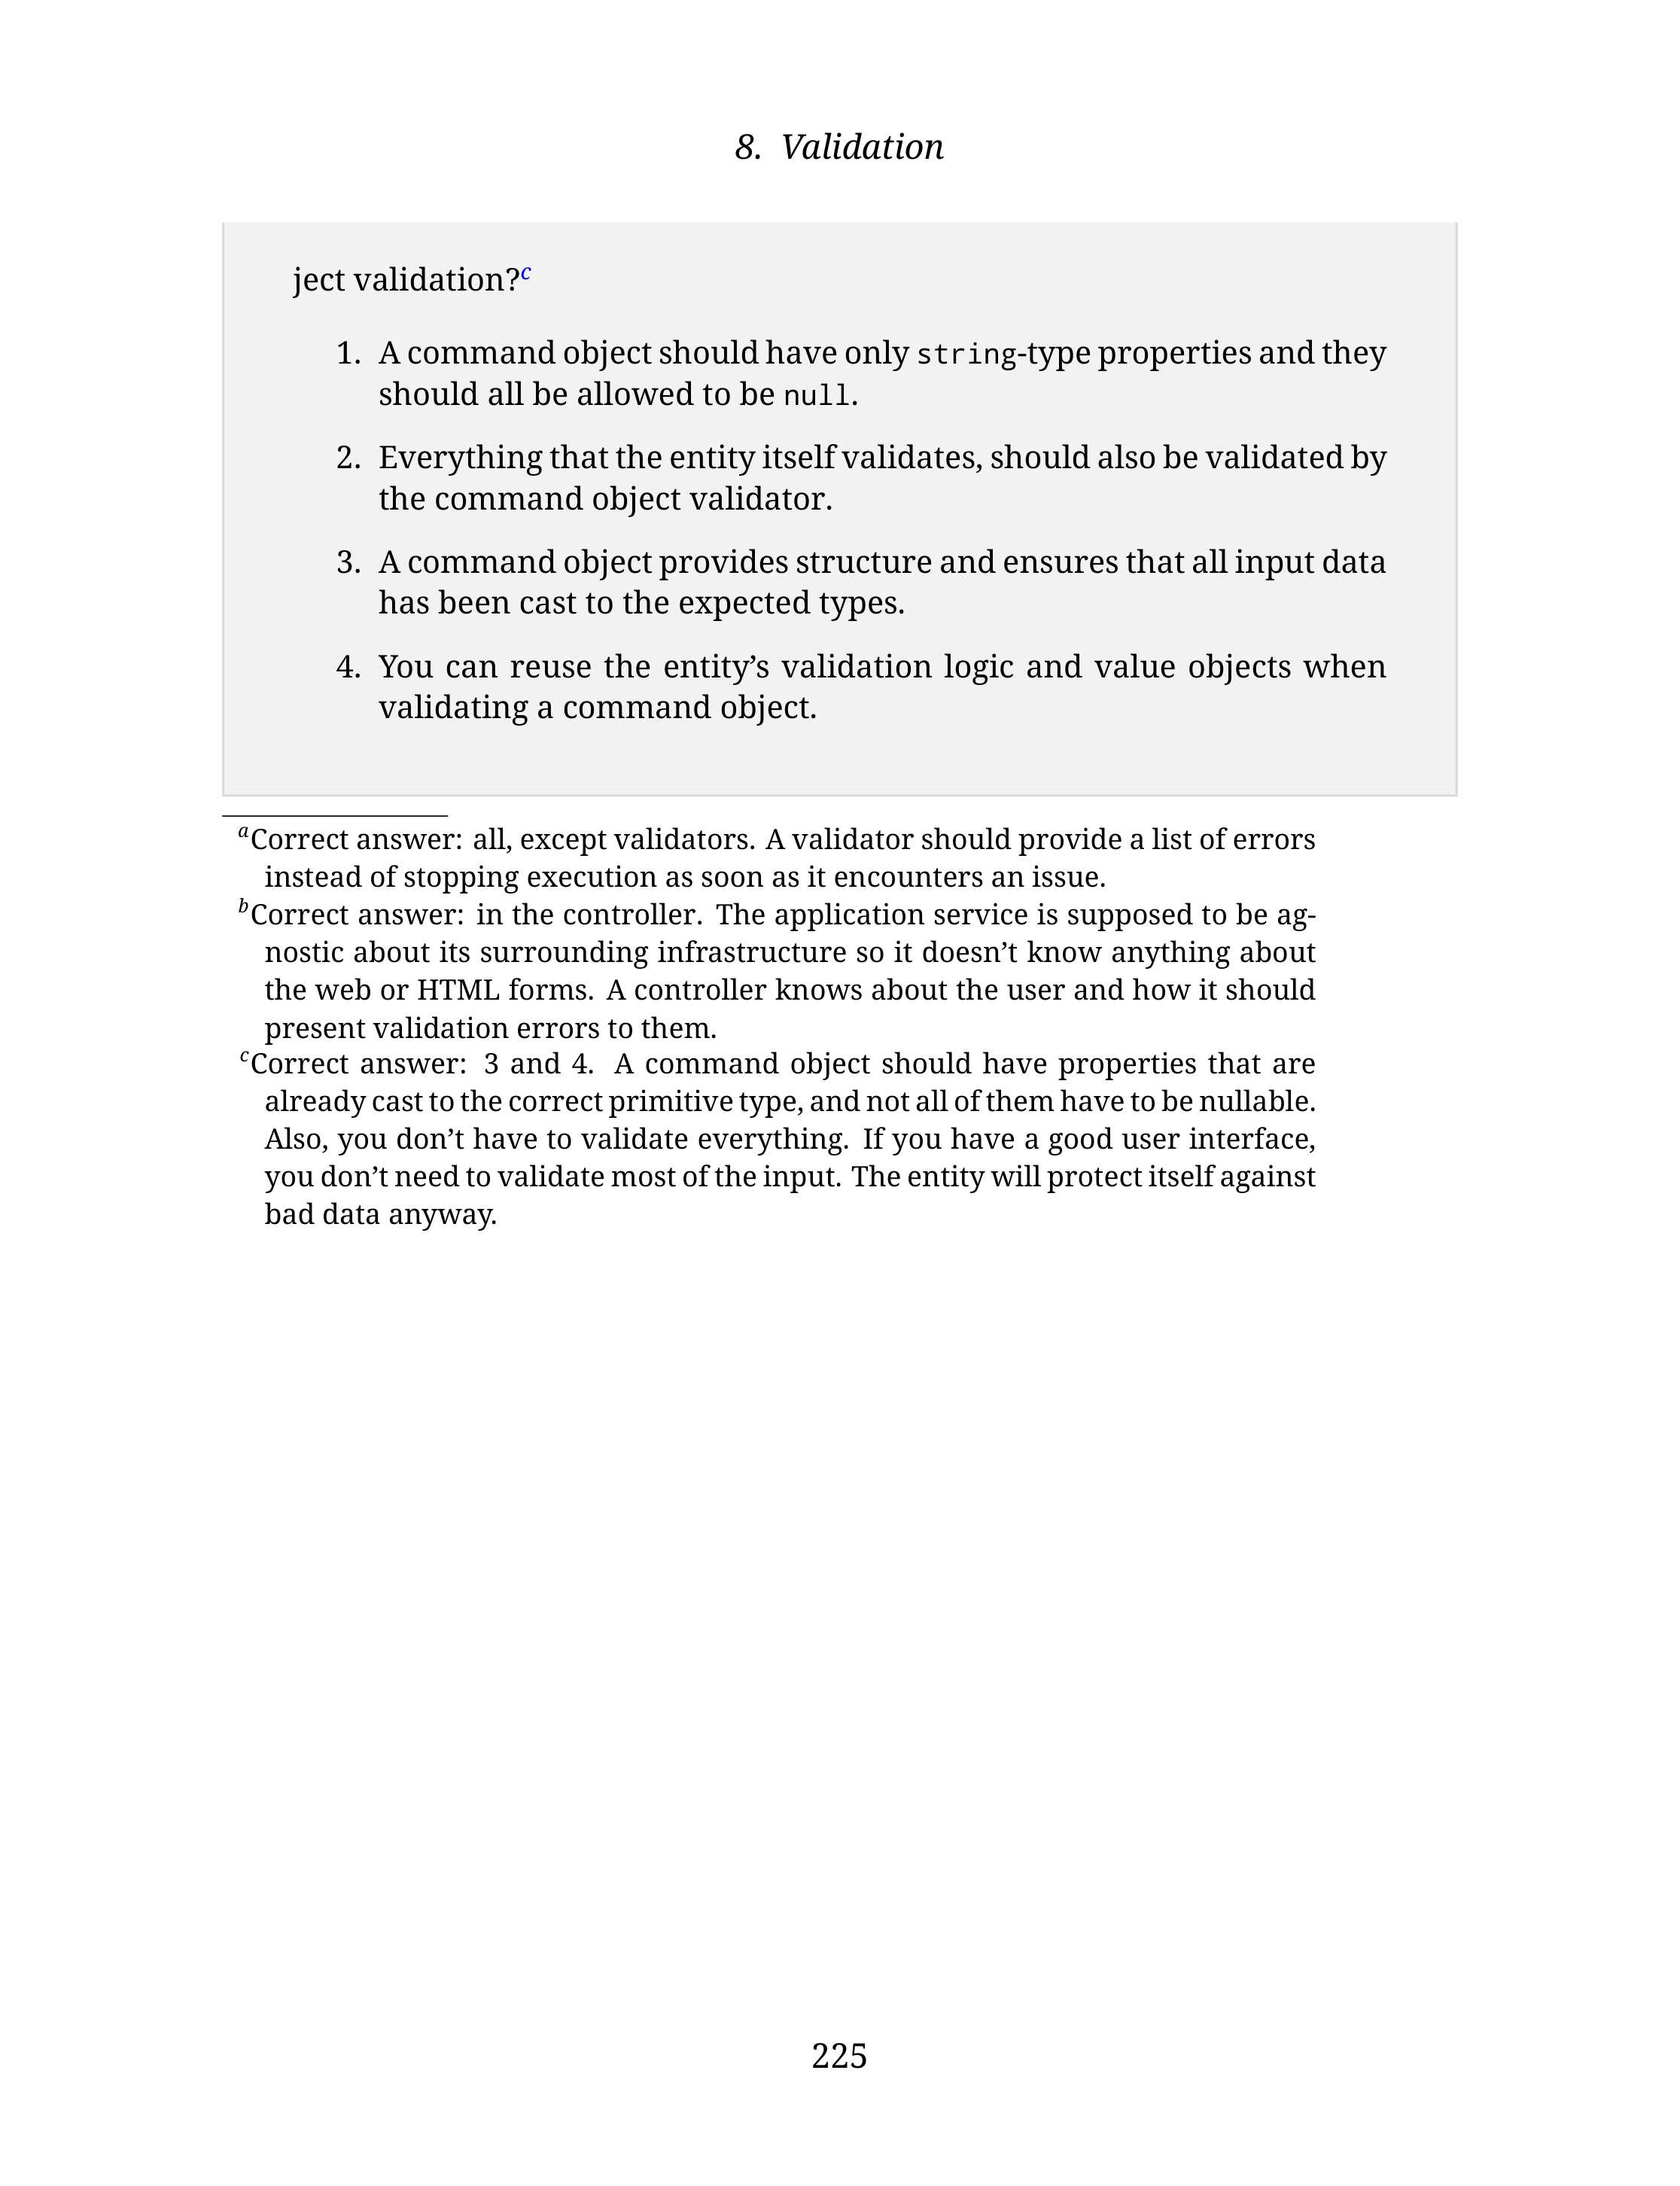 8. Validation
ject validation?c
1. A command object should have only string-type properties and they
should all be allowed to be null.
2. Everything that the entity itself validates, should also be validated by
the command object validator.
3. A command object provides structure and ensures that all input data
has been cast to the expected types.
4. You can reuse the entity’s validation logic and value objects when
validating a command object.
aCorrect answer: all, except validators. A validator should provide a list of errors
instead of stopping execution as soon as it encounters an issue.
bCorrect answer: in the controller. The application service is supposed to be ag-
nostic about its surrounding infrastructure so it doesn’t know anything about
the web or HTML forms. A controller knows about the user and how it should
present validation errors to them.
cCorrect answer: 3 and 4. A command object should have properties that are
already cast to the correct primitive type, and not all of them have to be nullable.
Also, you don’t have to validate everything. If you have a good user interface,
you don’t need to validate most of the input. The entity will protect itself against
bad data anyway.
225